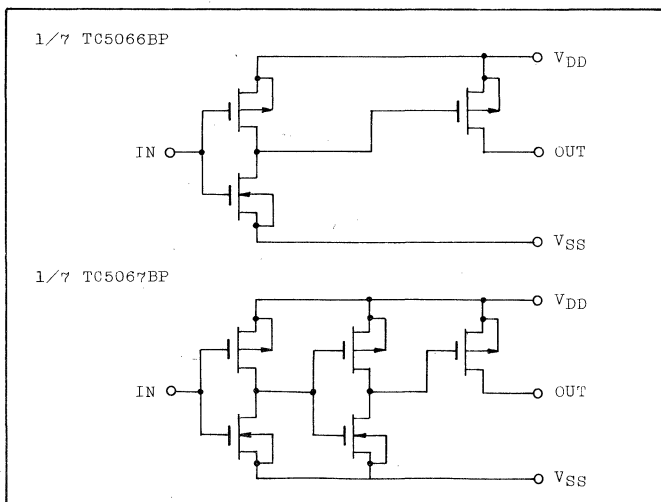 1/7 TC5066BP
VDD
IN
OUT
VSS
1/7 TC5067BP
VDD
IN
OUT
VSS